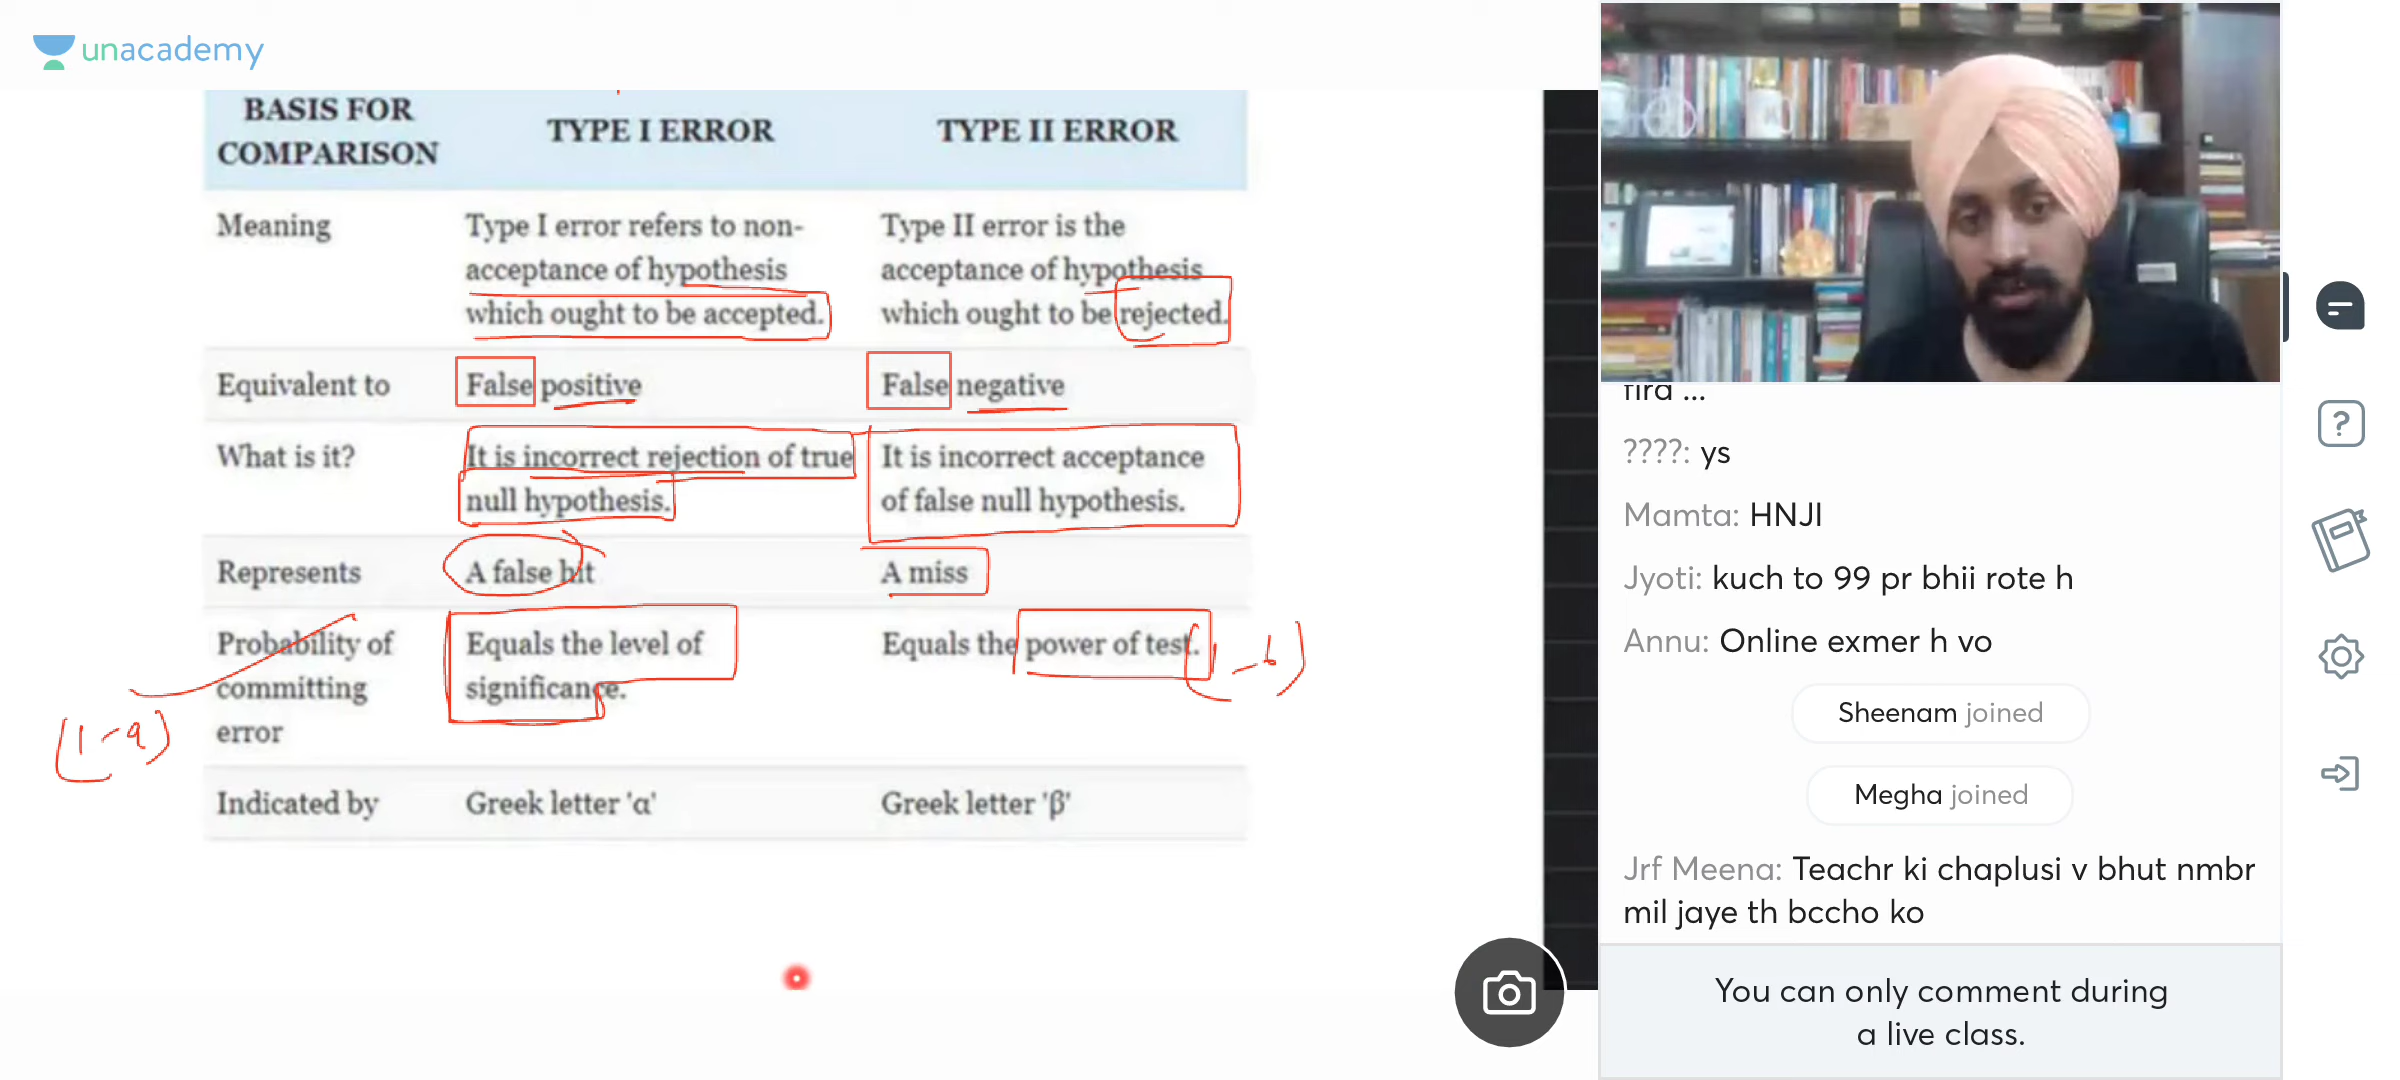 unacademy
BASIS FOR
COMPARISON
TYPE I ERROR
TYPE II ERROR
Meaning
Type I error refers to non-
acceptance of hypothesis
which ought to be accepted.
Type II error is the
acceptance of hypothesis
which ought to be rejected.
Equivalent to
False positive
False negative
What is it?
It is incorrect rejection of true
null hypothesis.
It is incorrect acceptance
of false null hypothesis.
Represents
A false hit
A miss
Probability of
committing
error
Equals the level of
significance.
Equals the power of test.
(1-b)
(1-a)
Indicated by
Greek letter 'α'
Greek letter 'β'
fira ...
????: ys
Mamta: HNJI
Jyoti: kuch to 99 pr bhii rote h
Annu: Online exmer h vo
Sheenam joined
Megha joined
Jrf Meena: Teachr ki chaplusi v bhut nmbr
mil jaye th bccho ko
You can only comment during
a live class.